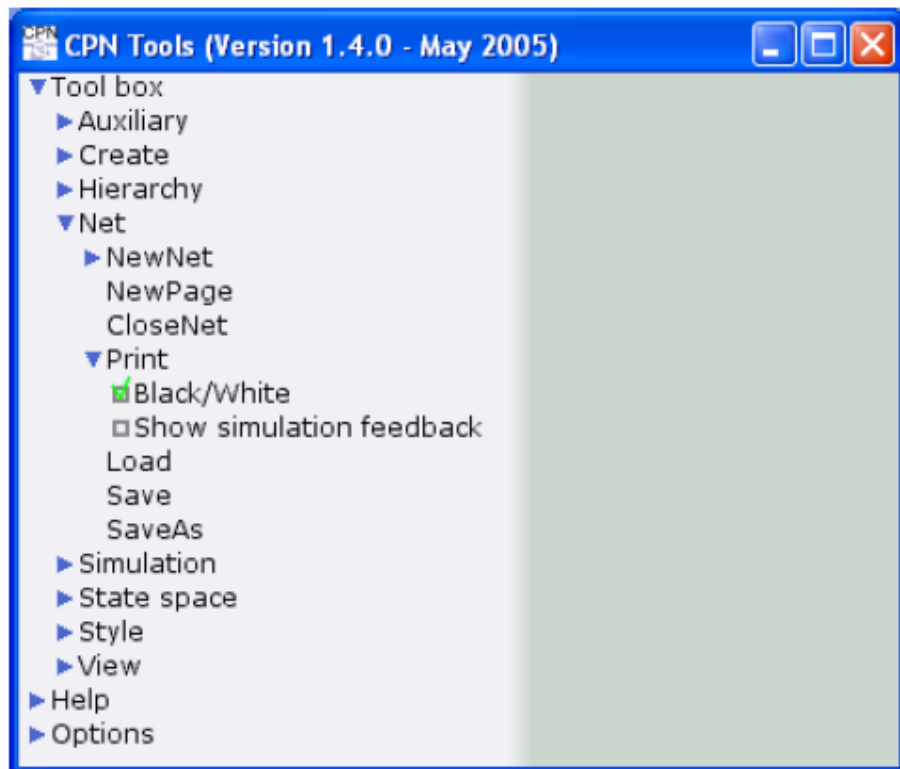 CPN
CPN Tools (Version 1.4.0 - May 2005)
Tool box
Auxiliary
Create
Hierarchy
Net
NewNet
NewPage
CloseNet
Print
Black/White
Show simulation feedback
Load
Save
SaveAs
Simulation
State space
Style
View
Help
Options